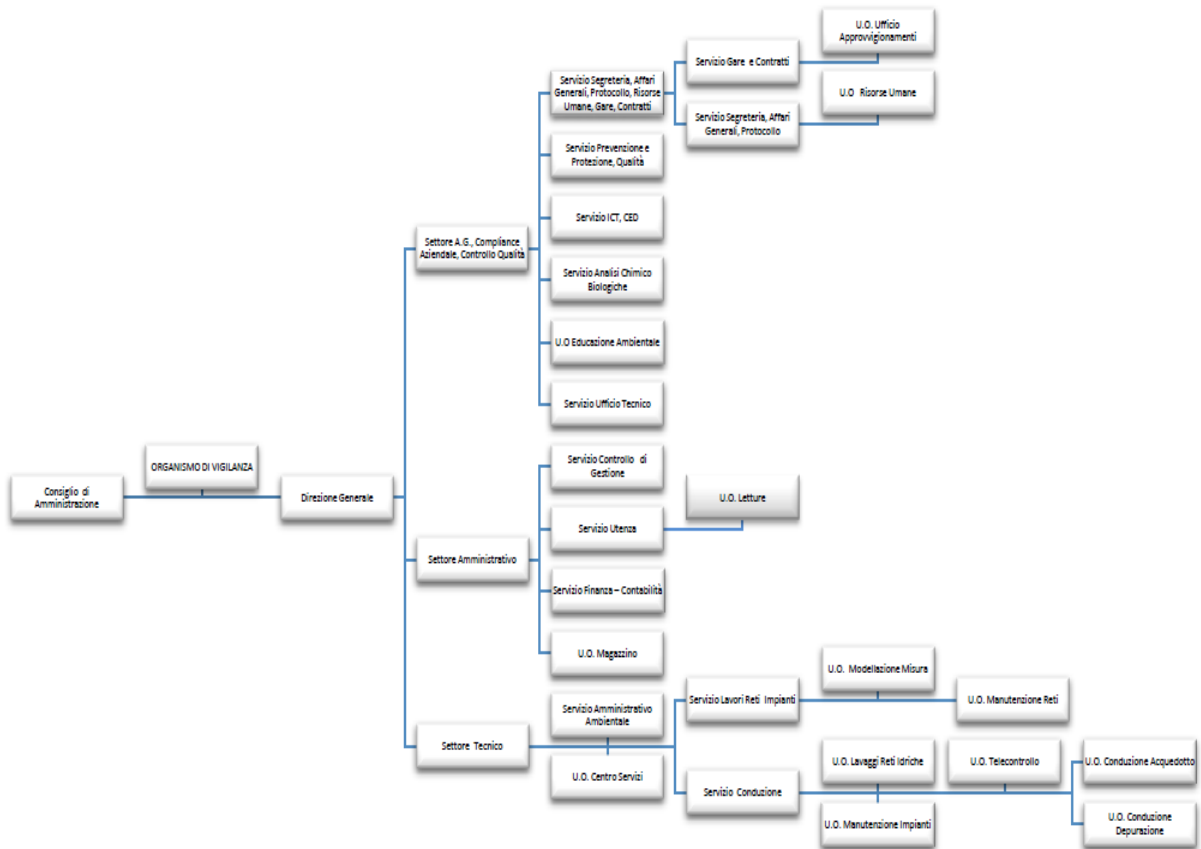 U.O. Ufficio
Approvvigionamenti
Servizio Gare e Contratti
Servizio Segreteria, Affari
Generali, Protocollo, Risorse
Umane, Gare, Contratti
U.O Risorse Umane
Servizio Segreteria, Affari
Generali, Protocollo
Servizio Prevenzione e
Protezione, Qualità
Servizio ICT, CED
Settore A.G., Compliance
Aziendale, Controllo Qualità
Servizio Analisi Chimico
Biologiche
U.O Educazione Ambientale
Servizio Ufficio Tecnico
ORGANISMO DI VIGILANZA
Consiglio di
Amministrazione
Direzione Generale
Servizio Controllo di
Gestione
U.O. Letture
Servizio Utenza
Settore Amministrativo
Servizio Finanza – Contabilità
U.O. Magazzino
U.O. Modellazione Misura
Servizio Lavori Reti Impianti
U.O. Manutenzione Reti
Servizio Amministrativo
Ambientale
Settore Tecnico
U.O. Centro Servizi
U.O. Lavaggi Reti Idriche
U.O. Telecontrollo
U.O. Conduzione Acquedotto
Servizio Conduzione
U.O. Manutenzione Impianti
U.O. Conduzione
Depurazione